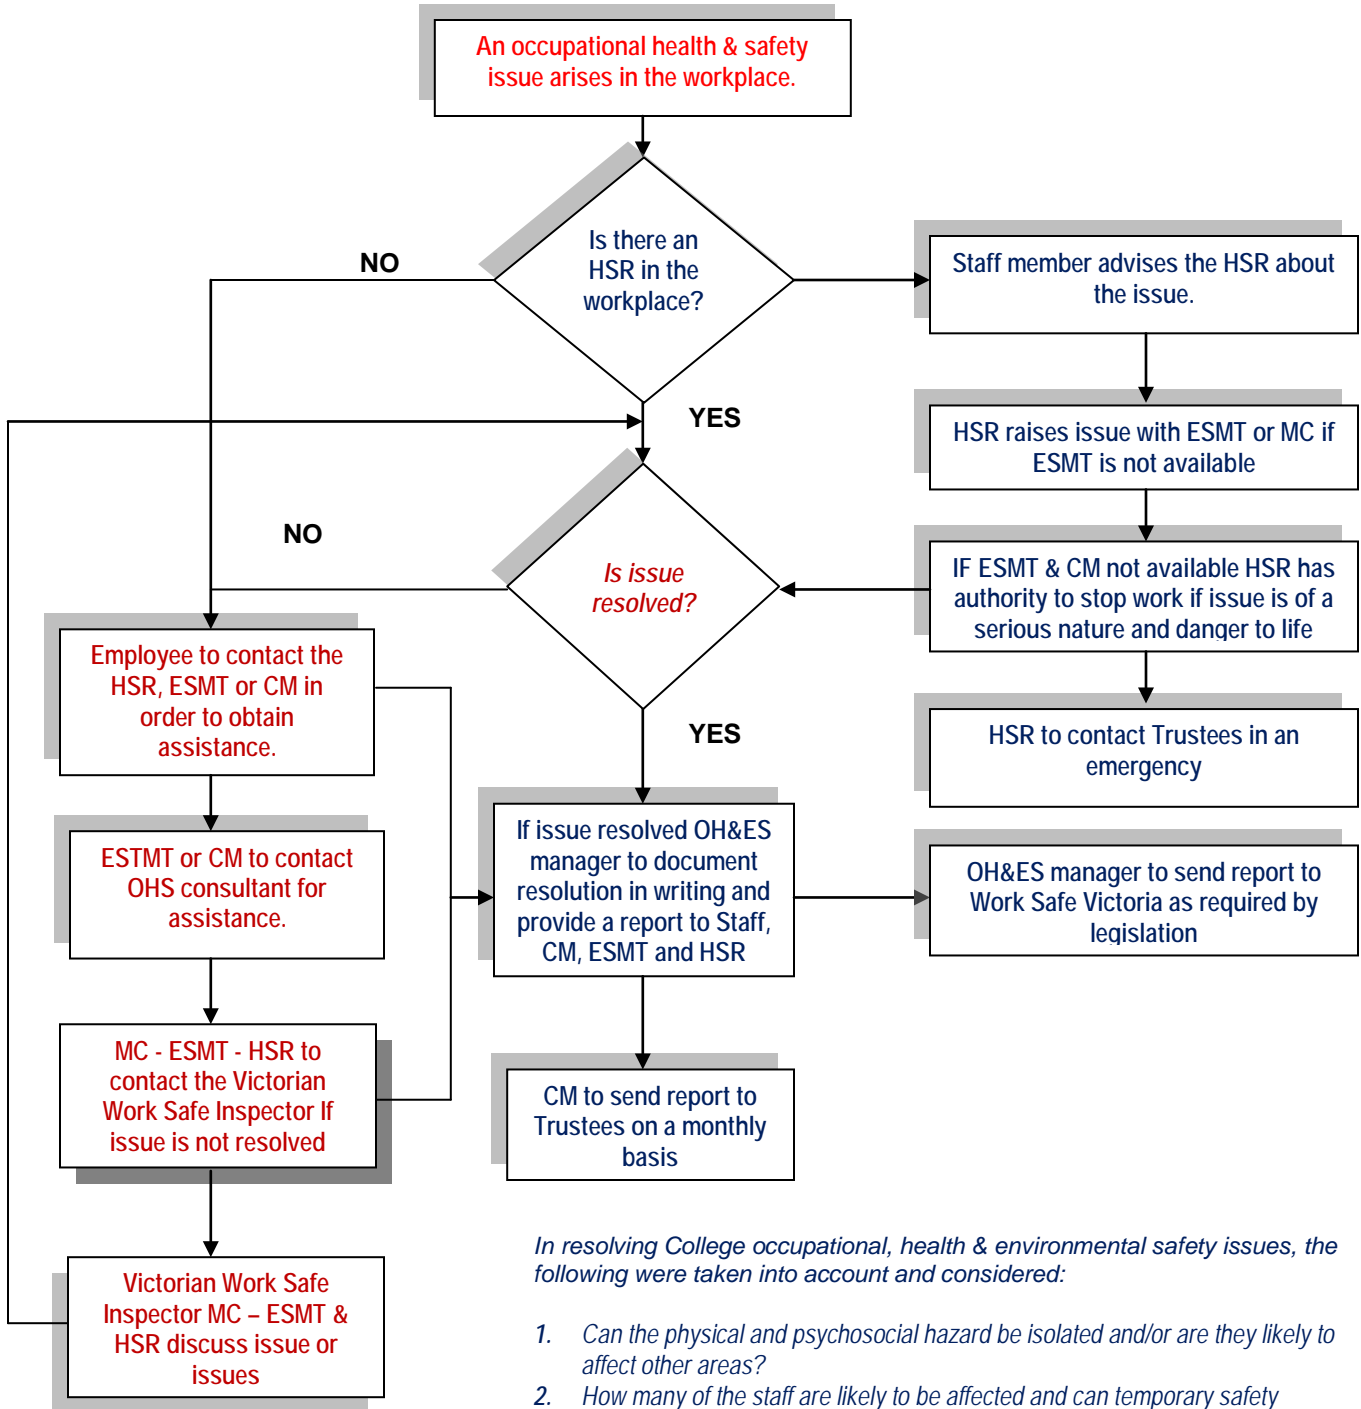 An occupational health & safety
issue arises in the workplace.
Is there an
HSR in the
workplace?
NO
Staff member advises the HSR about
the issue.
YES
HSR raises issue with ESMT or MC if
ESMT is not available
NO
Is issue
resolved?
IF ESMT & CM not available HSR has
authority to stop work if issue is of a
serious nature and danger to life
Employee to contact the
HSR, ESMT or CM in
order to obtain
assistance.
YES
HSR to contact Trustees in an
emergency
ESTMT or CM to contact
OHS consultant for
assistance.
If issue resolved OH&ES
manager to document
resolution in writing and
provide a report to Staff,
CM, ESMT and HSR
OH&ES manager to send report to
Work Safe Victoria as required by
legislation
MC - ESMT - HSR to
contact the Victorian
Work Safe Inspector If
issue is not resolved
CM to send report to
Trustees on a monthly
basis
Victorian Work Safe
Inspector MC – ESMT &
HSR discuss issue or
issues
In resolving College occupational, health & environmental safety issues, the
following were taken into account and considered:
1. Can the physical and psychosocial hazard be isolated and/or are they likely to
affect other areas?
2. How many of the staff are likely to be affected and can temporary safety